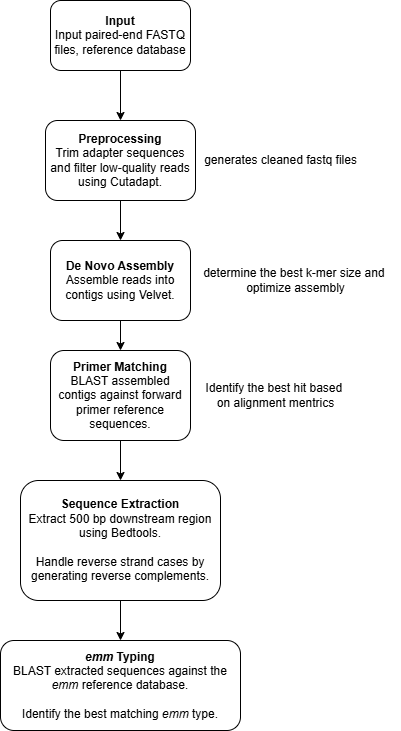 Input
Input paired-end FASTQ
files, reference database
Preprocessing
Trim adapter sequences
and filter low-quality reads
using Cutadapt.
generates cleaned fastq files
De Novo Assembly
Assemble reads into
contigs using Velvet.
determine the best k-mer size and
optimize assembly
Primer Matching
BLAST assembled
contigs against forward
primer reference
sequences.
Identify the best hit based
on alignment mentrics
Sequence Extraction
Extract 500 bp downstream region
using Bedtools.
Handle reverse strand cases by
generating reverse complements.
emm Typing
BLAST extracted sequences against the
emm reference database.
Identify the best matching emm type.